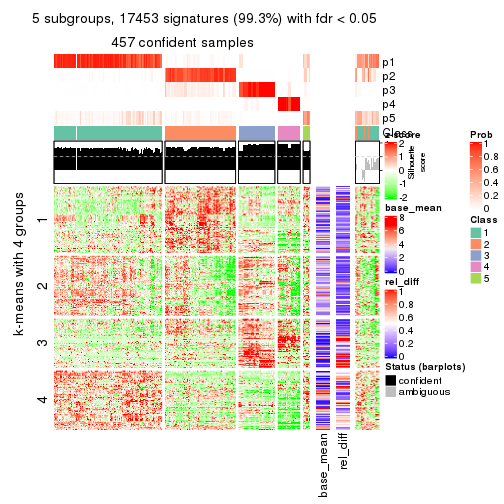 5 subgroups, 17453 signatures (99.3%) with fdr < 0.05
457 confident samples
p1
p2
p3
p4
p5
Class
z-score
2
1
0
-1
-2
Silhouette
score
Prob
1
0.8
0.6
0.4
0.2
0
base_mean
8
6
4
2
0
Class
1
2
3
4
5
rel_diff
1
0.8
0.6
0.4
0.2
0
Status (barplots)
confident
ambiguous
k-means with 4 groups
1
2
3
4
base_mean
rel_diff